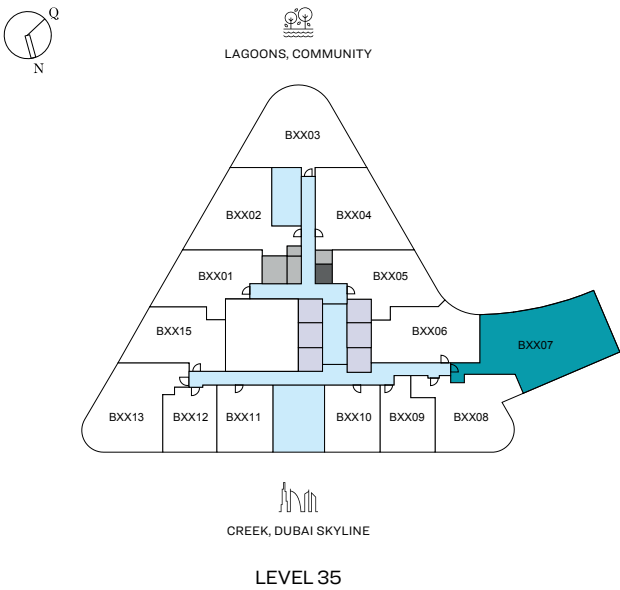 Q
N
LAGOONS, COMMUNITY
BXX03
BXX02
BXX04
BXX01
BXX05
BXX15
BXX06
BXX07
BXX13
BXX12
BXX11
BXX10
BXX09
BXX08
CREEK, DUBAI SKYLINE
LEVEL 35